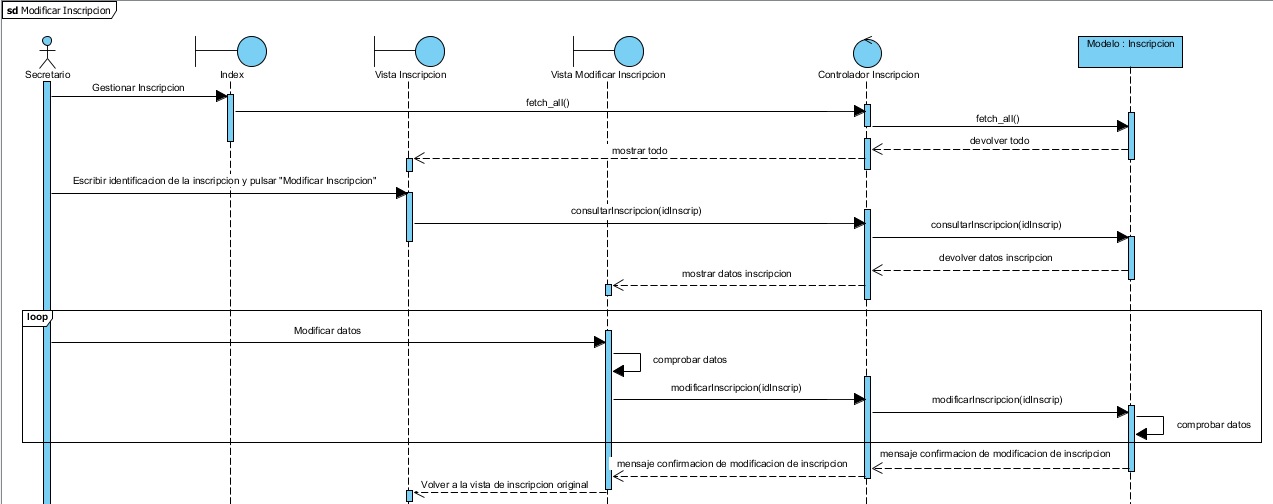 sd Modificar Inscripcion
Modelo : Inscripcion
Secretario
Index
Vista Inscripcion
Vista Modificar Inscripcion
Controlador Inscripcion
Gestionar Inscripcion
fetch_all()
fetch_all()
devolver todo
mostrar todo
Escribir identificacion de la inscripcion y pulsar "Modificar Inscripcion"
consultarInscripcion(idInscrip)
consultarInscripcion(idInscrip)
devolver datos inscripcion
mostrar datos inscripcion
loop
Modificar datos
comprobar datos
modificarInscripcion(idInscrip)
modificarInscripcion(idInscrip)
comprobar datos
mensaje confirmacion de modificacion de inscripcion
mensaje confirmacion de modificacion de inscripcion
Volver a la vista de inscripcion original